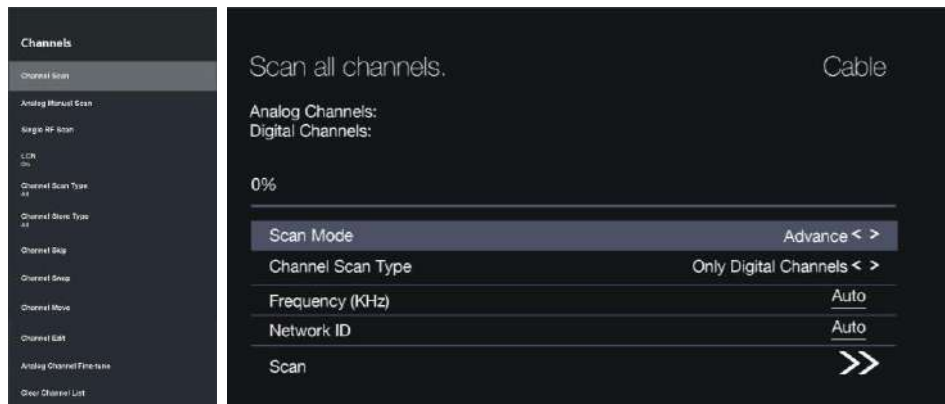 Channels
Channel Scan
Analog Manual Scan
Single RF Scan
LCN
On
Channel Scan Type
All
Channel Store Type
All
Channel Skip
Channel Swap
Channel Move
Channel Edit
Analog Channel Fine-tune
Clear Channel List
Scan all channels.
Cable
Analog Channels:
Digital Channels:
0%
Scan Mode Advance < >
Channel Scan Type Only Digital Channels < >
Frequency (KHz) Auto
Network ID Auto
Scan >>